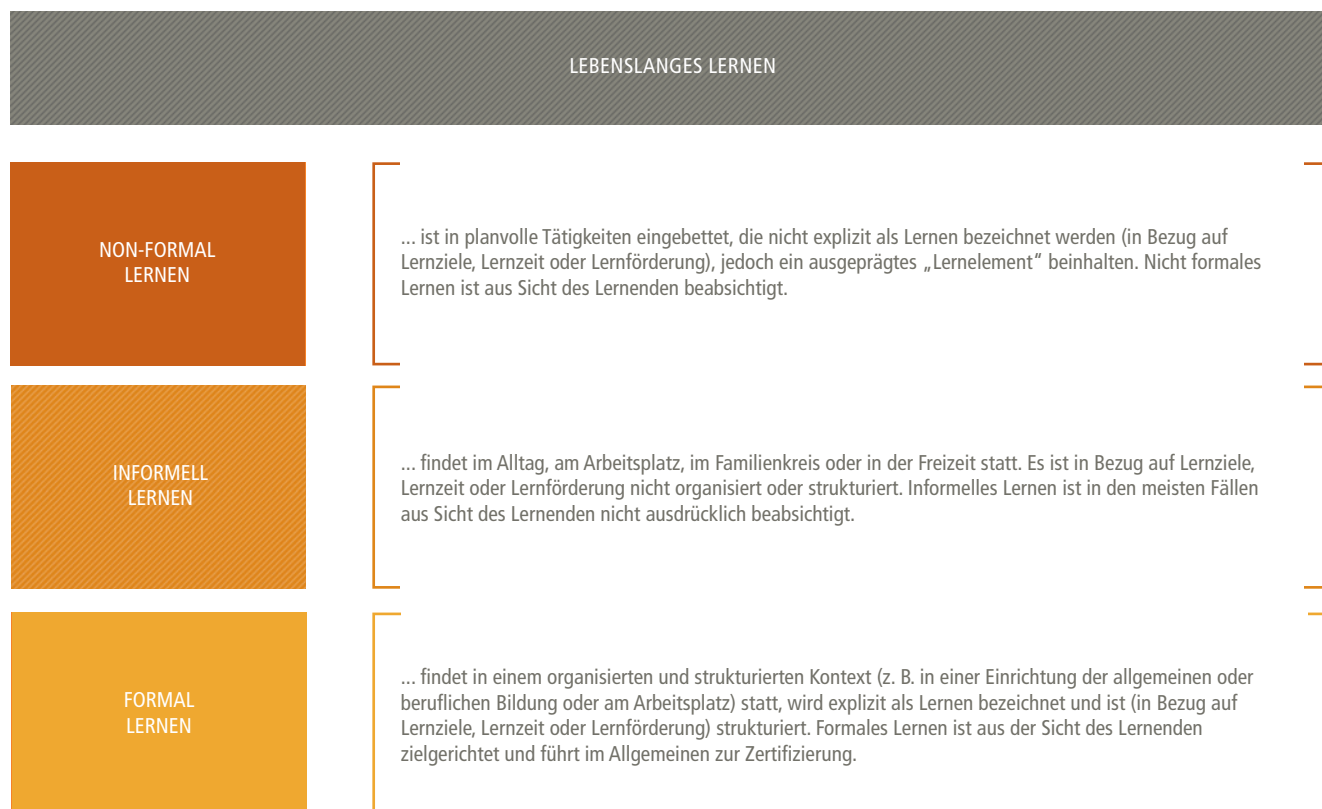 LEBENSLANGES LERNEN
NON-FORMAL
LERNEN
... ist in planvolle Tätigkeiten eingebettet, die nicht explizit als Lernen bezeichnet werden (in Bezug auf
Lernziele, Lernzeit oder Lernförderung), jedoch ein ausgeprägtes „Lernelement" beinhalten. Nicht formales
Lernen ist aus Sicht des Lernenden beabsichtigt.
INFORMELL
LERNEN
... findet im Alltag, am Arbeitsplatz, im Familienkreis oder in der Freizeit statt. Es ist in Bezug auf Lernziele,
Lernzeit oder Lernförderung nicht organisiert oder strukturiert. Informelles Lernen ist in den meisten Fällen
aus Sicht des Lernenden nicht ausdrücklich beabsichtigt.
FORMAL
LERNEN
... findet in einem organisierten und strukturierten Kontext (z. B. in einer Einrichtung der allgemeinen oder
beruflichen Bildung oder am Arbeitsplatz) statt, wird explizit als Lernen bezeichnet und ist (in Bezug auf
Lernziele, Lernzeit oder Lernförderung) strukturiert. Formales Lernen ist aus der Sicht des Lernenden
zielgerichtet und führt im Allgemeinen zur Zertifizierung.